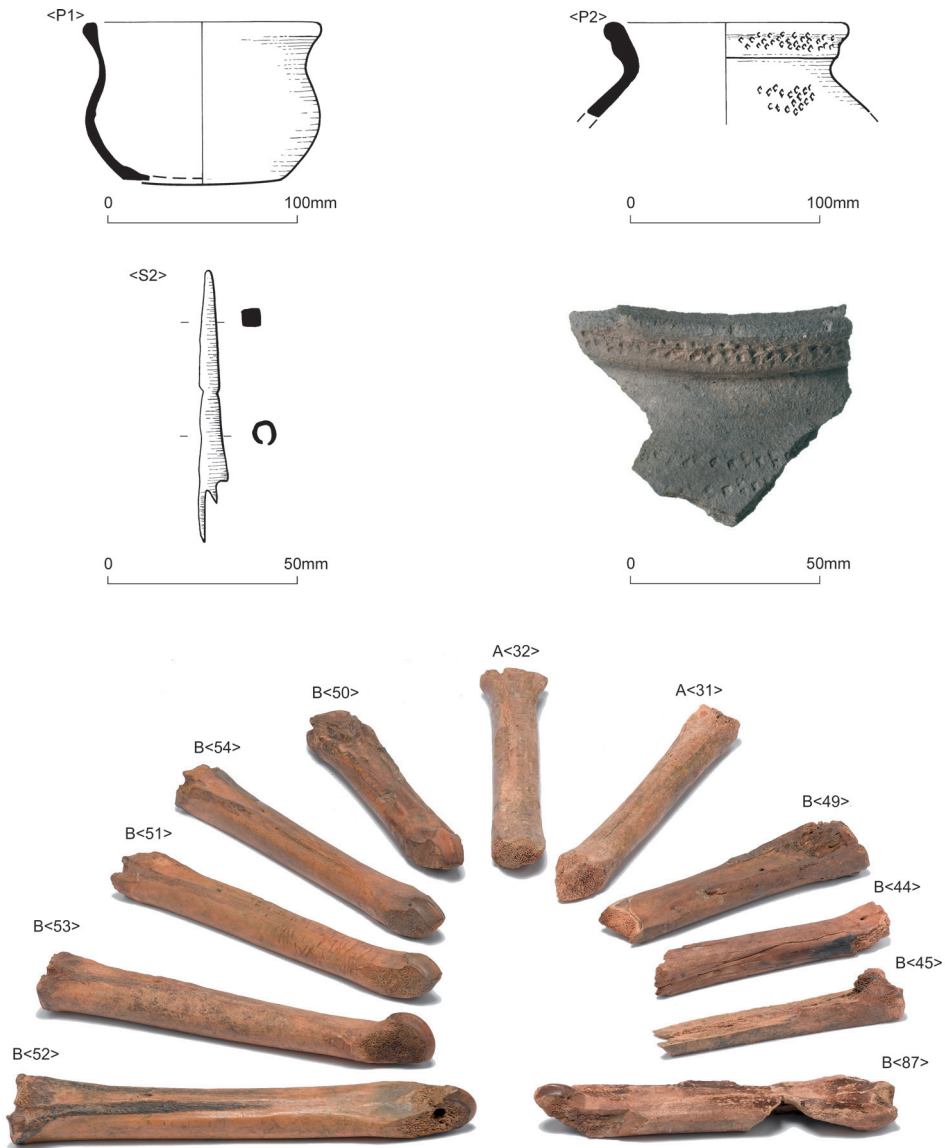 <P1>
<P2>
0 100mm
0 100mm
<S2>
0 50mm
0 50mm
A<32>
B<50>
A<31>
B<54>
B<49>
B<51>
B<44>
B<53>
B<45>
B<52>
B<87>